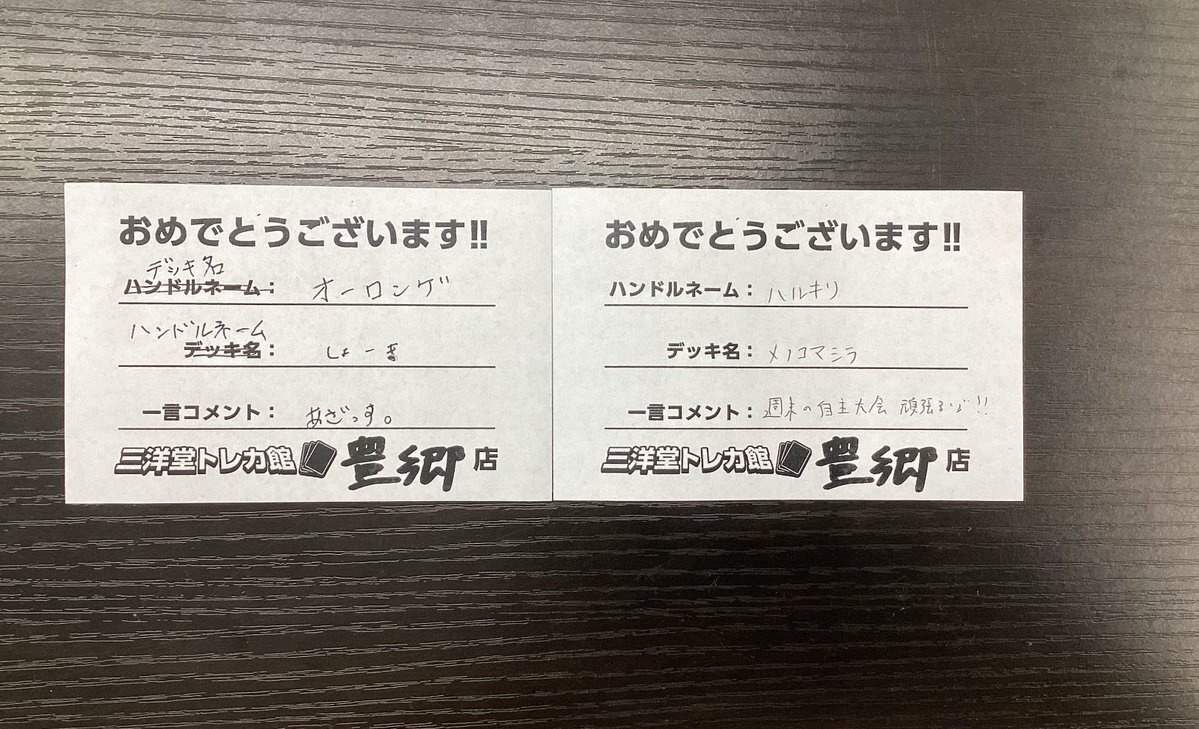 おめでとうございます!!
デッキ名
ハンドルネーム： オーロンゲ
ハンドルネーム
デッキ名： しょーき
一言コメント： あざっす。
三洋堂トレカ館 豊郷 店
おめでとうございます!!
ハンドルネーム： ハルキリ
デッキ名： メノコマシラ
一言コメント： 週末の自主大会 頑張るいぶ!!
三洋堂トレカ館 豊郷 店